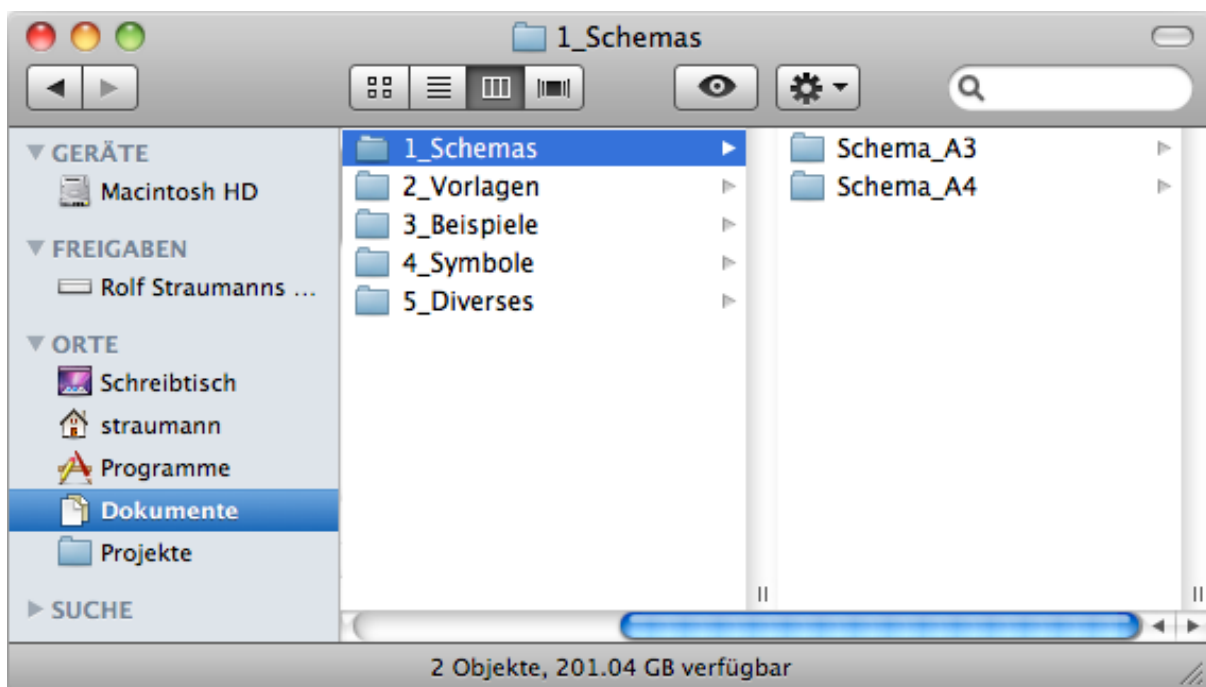 1_Schemas
GERÄTE
Macintosh HD
FREIGABEN
Rolf Straumanns ...
ORTE
Schreibtisch
straumann
Programme
Dokumente
Projekte
SUCHE
1_Schemas
2_Vorlagen
3_Beispiele
4_Symbole
5_Diverses
Schema_A3
Schema_A4
2 Objekte, 201.04 GB verfügbar